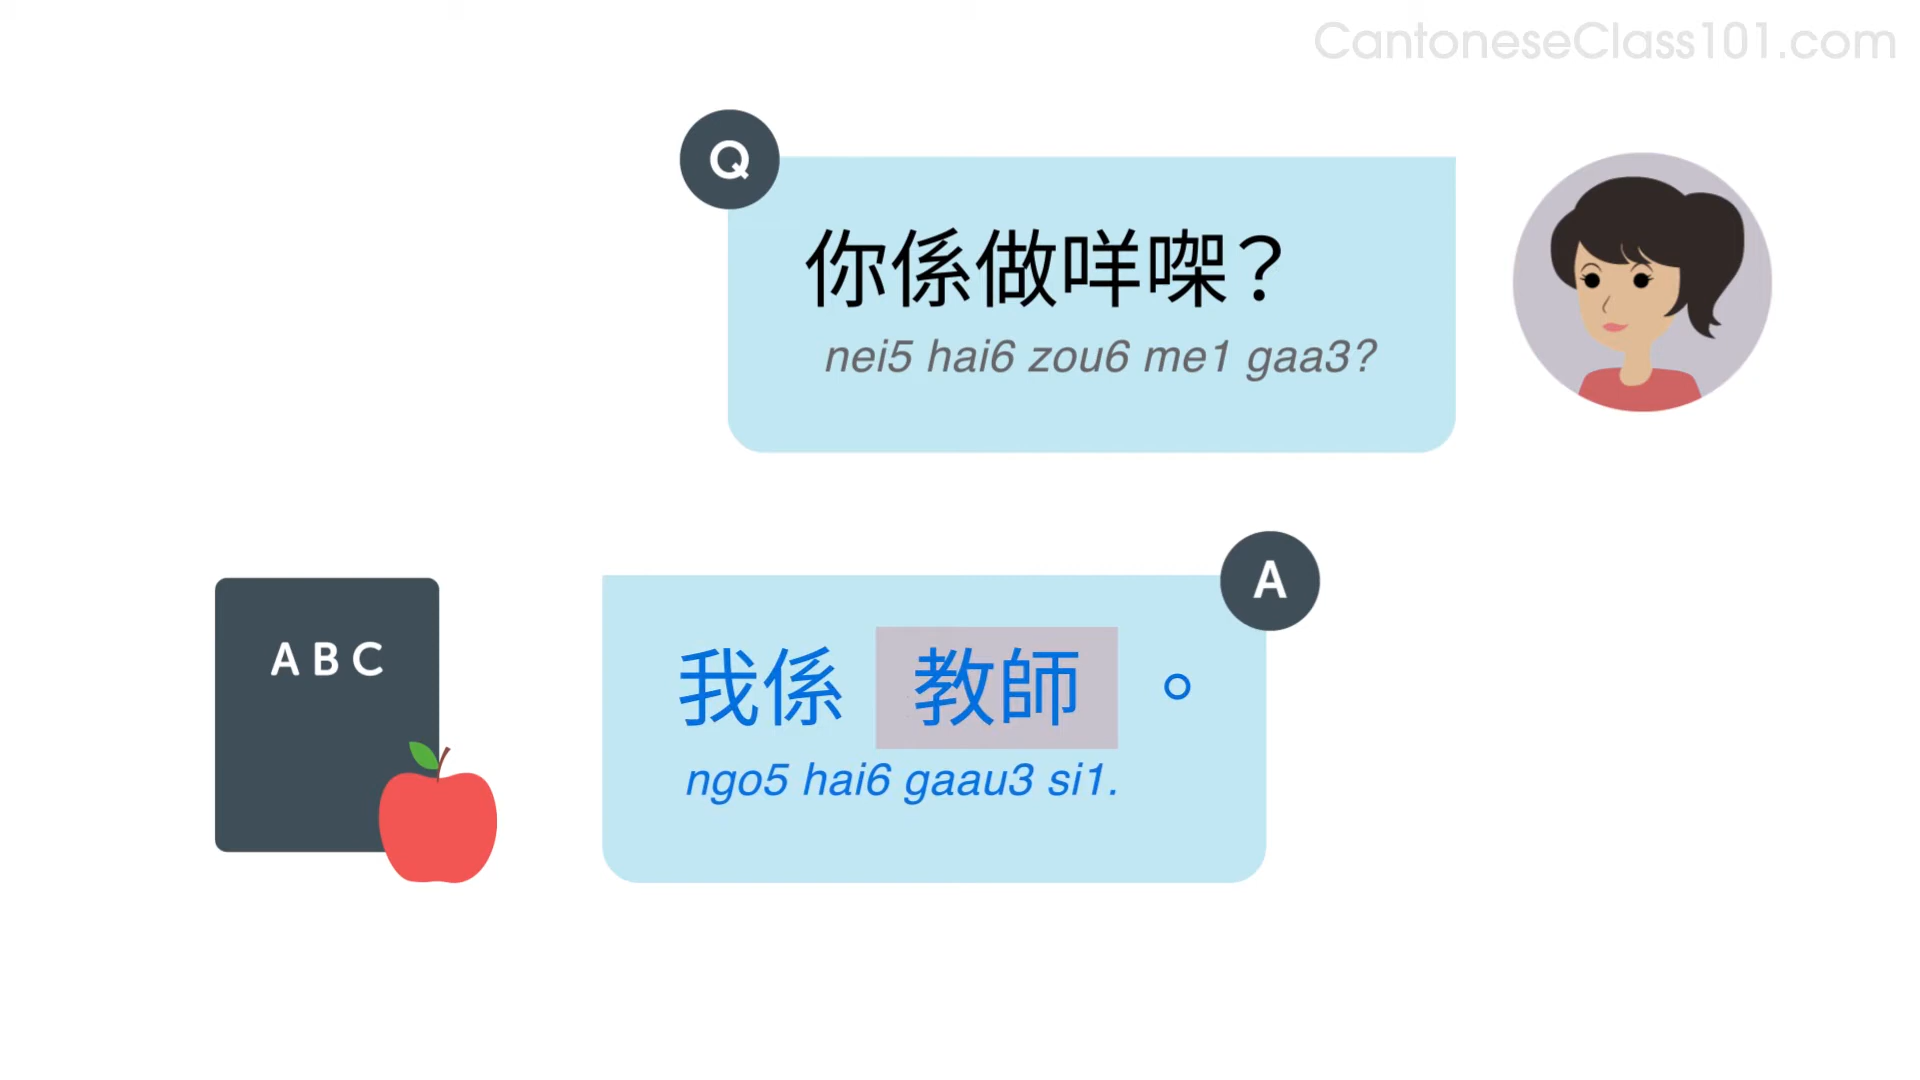 CantoneseClass101.com
Q
你係做咩㗎？
nei5 hai6 zou6 me1 gaa3?
A
ABC
我係 教師 。
ngo5 hai6 gaau3 si1.